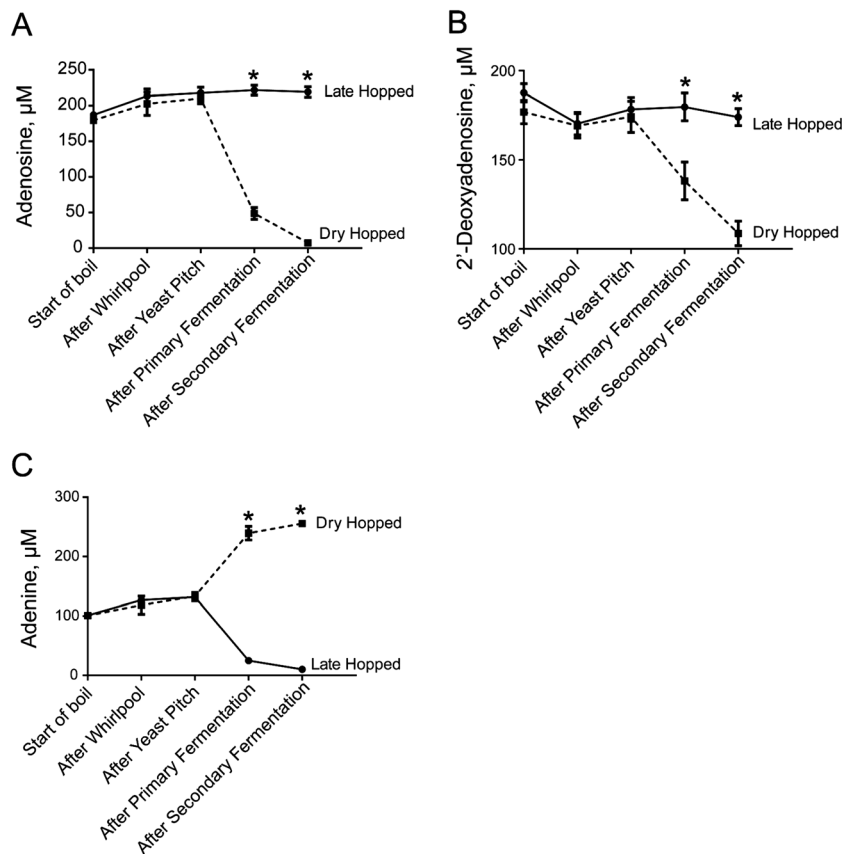 A
Adenosine, µM
250
200
150
100
50
0
*
*
Late Hopped
Dry Hopped
Start of boil
After Whirlpool
After Yeast Pitch
After Primary Fermentation
After Secondary Fermentation
B
2'-Deoxyadenosine, µM
200
150
100
*
*
Late Hopped
Dry Hopped
Start of boil
After Whirlpool
After Yeast Pitch
After Primary Fermentation
After Secondary Fermentation
C
Adenine, µM
300
200
100
0
*
*
Dry Hopped
Late Hopped
Start of boil
After Whirlpool
After Yeast Pitch
After Primary Fermentation
After Secondary Fermentation